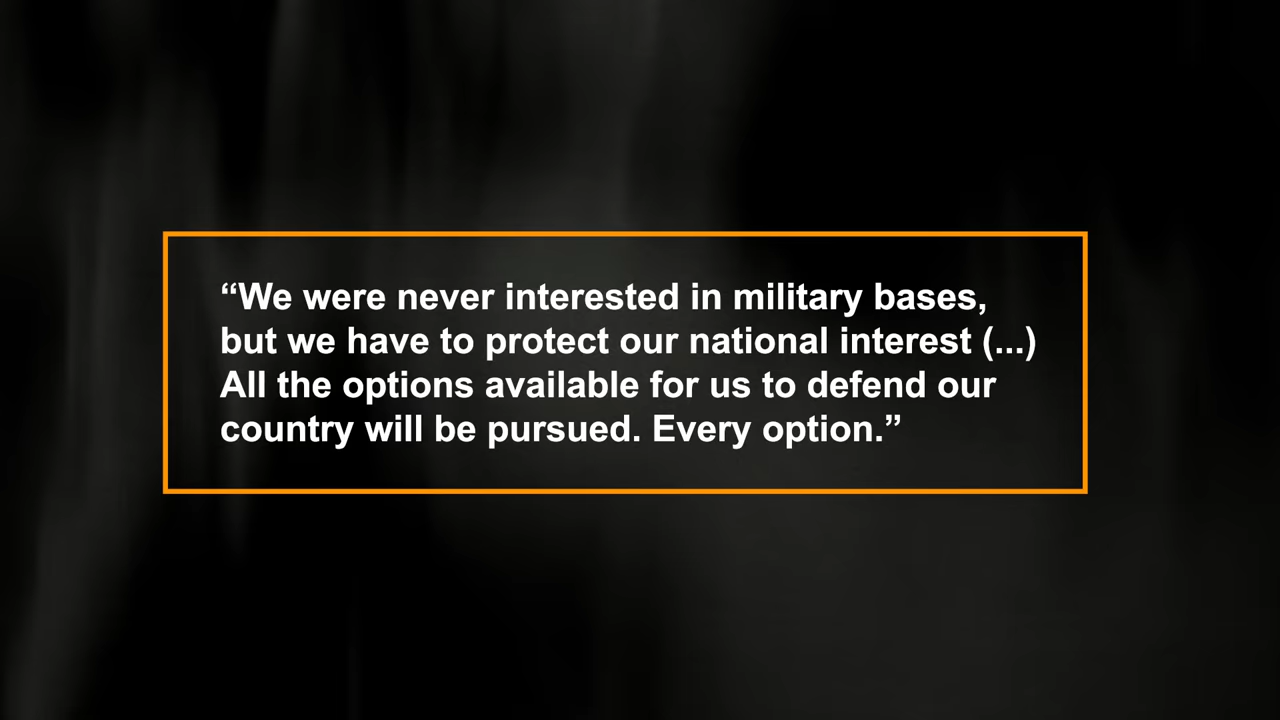 “We were never interested in military bases,
but we have to protect our national interest (...)
All the options available for us to defend our
country will be pursued. Every option.”